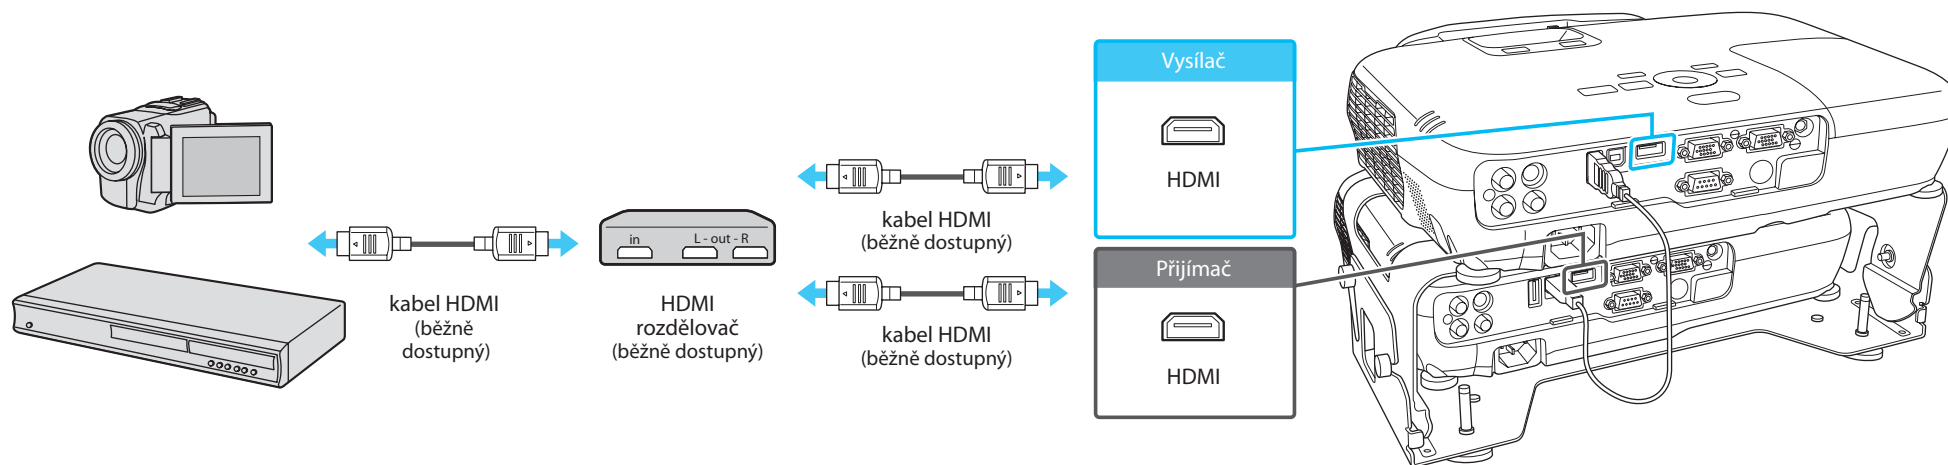 kabel HDMI
(běžně
dostupný)
in
L - out - R
HDMI
rozdělovač
(běžně dostupný)
kabel HDMI
(běžně dostupný)
kabel HDMI
(běžně dostupný)
Vysílač
HDMI
Přijímač
HDMI